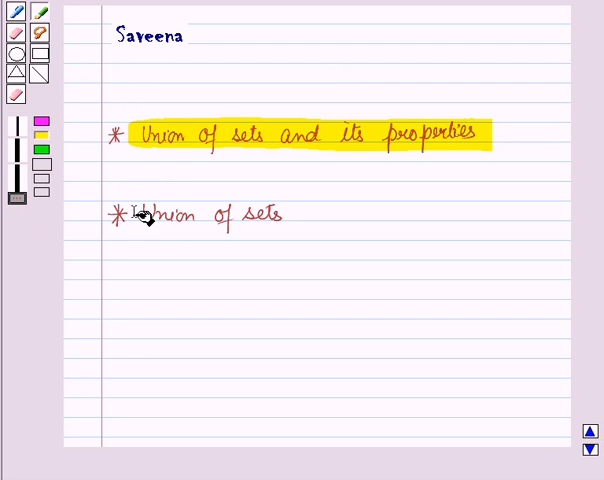 Saveena
* Union of sets and its properties
* Union of sets